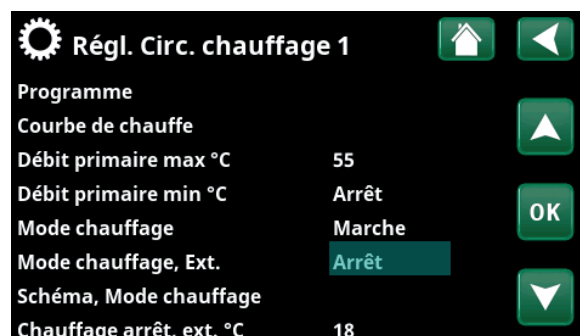 Régl. Circ. chauffage 1
Programme
Courbe de chauffe
Débit primaire max °C 55
Débit primaire min °C Arrêt
Mode chauffage Marche
Mode chauffage, Ext. Arrêt
Schéma, Mode chauffage
Chauffage arrêt, ext. °C 18
OK